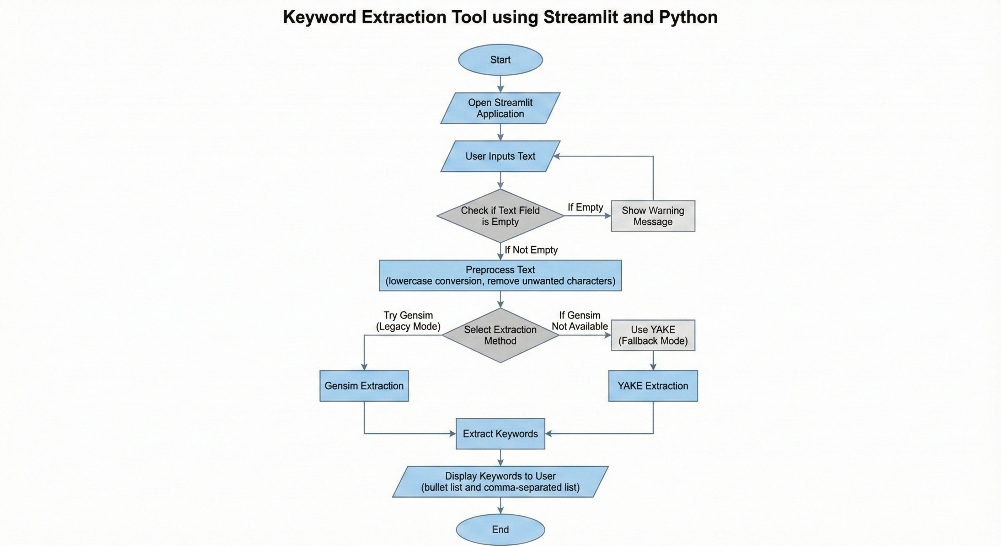 Keyword Extraction Tool using Streamlit and Python
Start
Open Streamlit
Application
User Inputs Text
Check if Text Field
is Empty
If Empty
Show Warning
Message
If Not Empty
Preprocess Text
(lowercase conversion, remove unwanted characters)
Try Gensim
(Legacy Mode)
Select Extraction
Method
If Gensim
Not Available
Use YAKE
(Fallback Mode)
Gensim Extraction
YAKE Extraction
Extract Keywords
Display Keywords to User
(bullet list and comma-separated list)
End